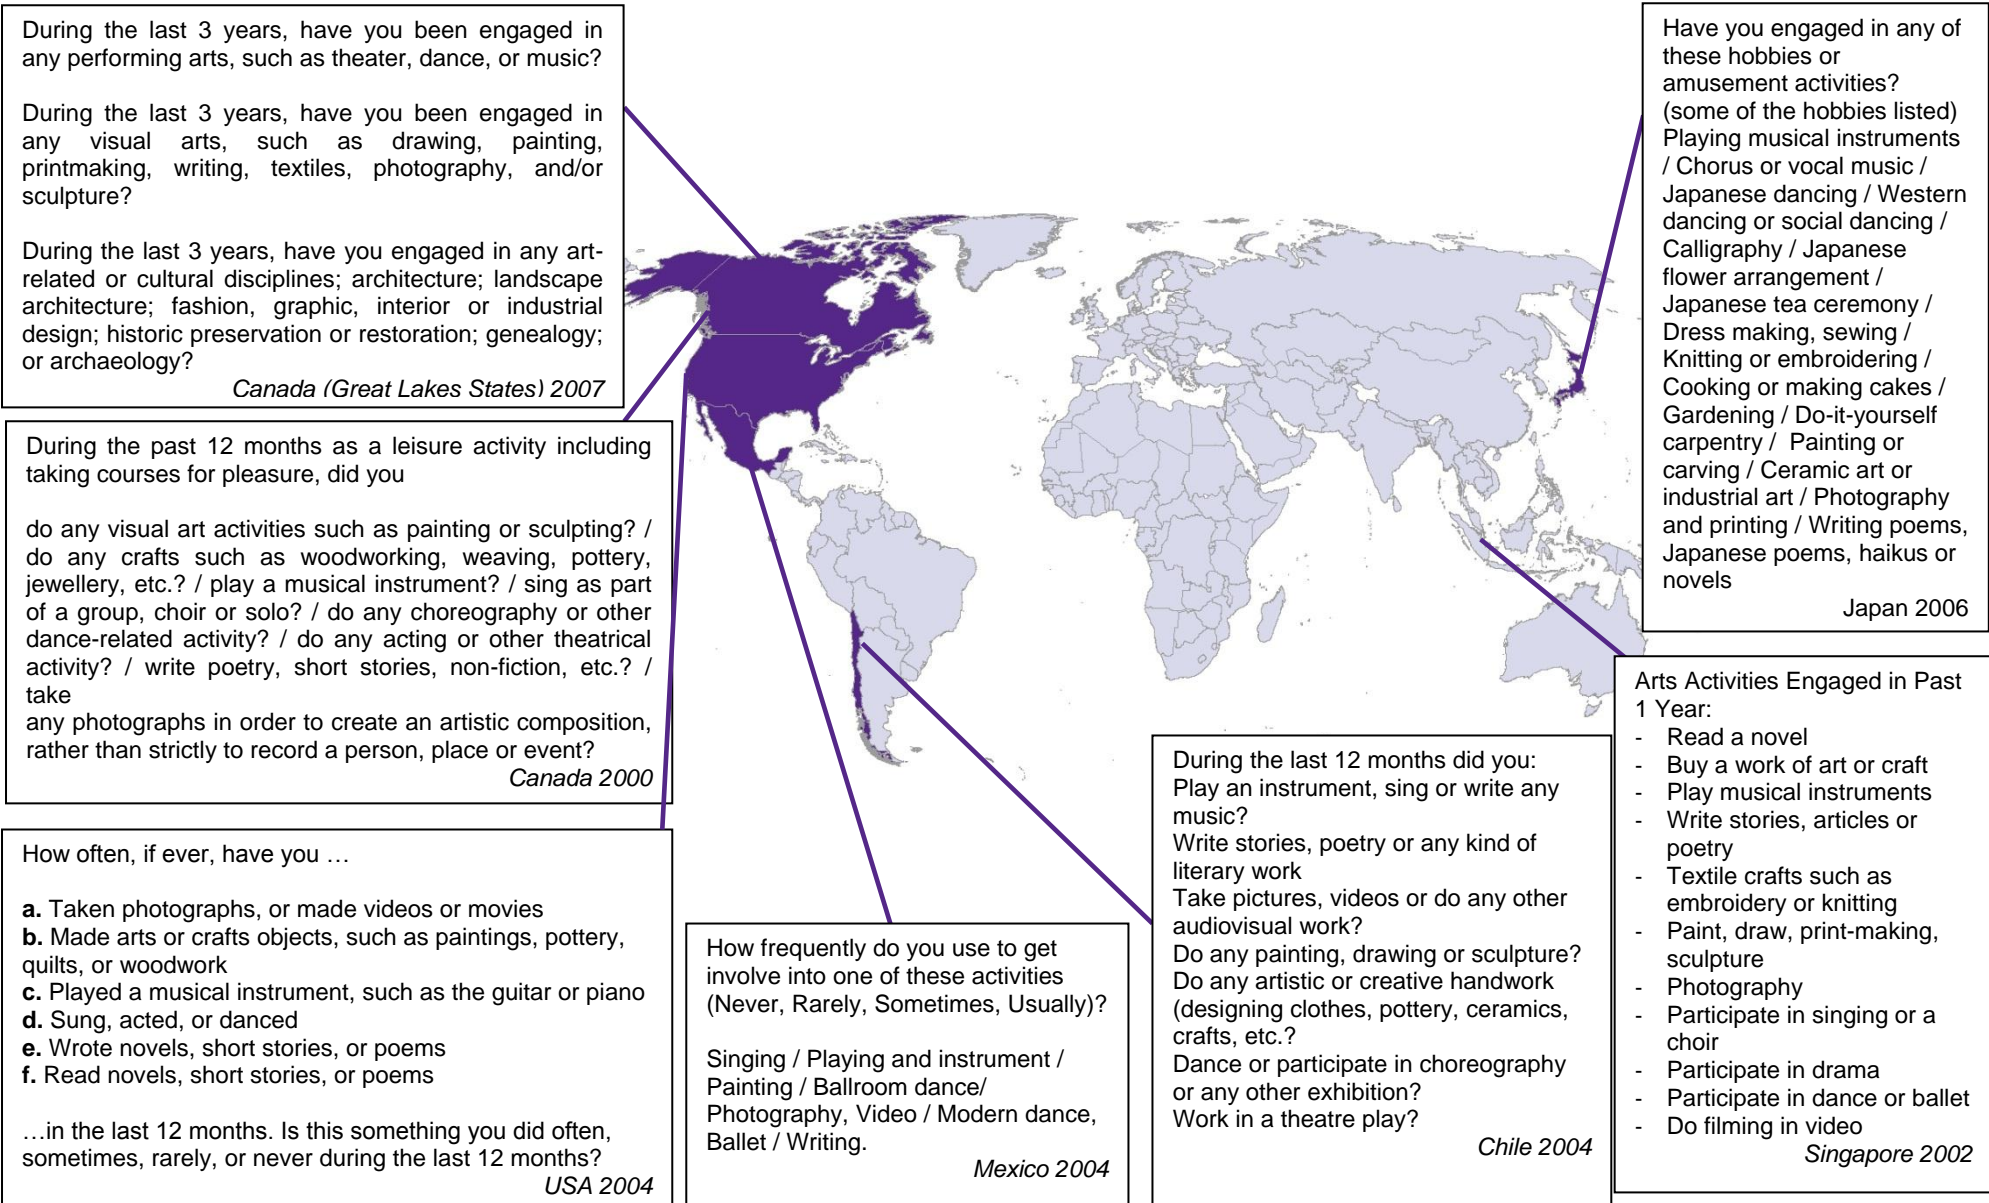 During the last 3 years, have you been engaged in
any performing arts, such as theater, dance, or music?
During the last 3 years, have you been engaged in
any visual arts, such as drawing, painting,
printmaking, writing, textiles, photography, and/or
sculpture?
During the last 3 years, have you engaged in any art-
related or cultural disciplines; architecture; landscape
architecture; fashion, graphic, interior or industrial
design; historic preservation or restoration; genealogy;
or archaeology?
Canada (Great Lakes States) 2007
During the past 12 months as a leisure activity including
taking courses for pleasure, did you
do any visual art activities such as painting or sculpting? /
do any crafts such as woodworking, weaving, pottery,
jewellery, etc.? / play a musical instrument? / sing as part
of a group, choir or solo? / do any choreography or other
dance-related activity? / do any acting or other theatrical
activity? / write poetry, short stories, non-fiction, etc.? /
take
any photographs in order to create an artistic composition,
rather than strictly to record a person, place or event?
Canada 2000
How often, if ever, have you …
a. Taken photographs, or made videos or movies
b. Made arts or crafts objects, such as paintings, pottery,
quilts, or woodwork
c. Played a musical instrument, such as the guitar or piano
d. Sung, acted, or danced
e. Wrote novels, short stories, or poems
f. Read novels, short stories, or poems
…in the last 12 months. Is this something you did often,
sometimes, rarely, or never during the last 12 months?
USA 2004
How frequently do you use to get
involve into one of these activities
(Never, Rarely, Sometimes, Usually)?
Singing / Playing and instrument /
Painting / Ballroom dance/
Photography, Video / Modern dance,
Ballet / Writing.
Mexico 2004
During the last 12 months did you:
Play an instrument, sing or write any
music?
Write stories, poetry or any kind of
literary work
Take pictures, videos or do any other
audiovisual work?
Do any painting, drawing or sculpture?
Do any artistic or creative handwork
(designing clothes, pottery, ceramics,
crafts, etc.?
Dance or participate in choreography
or any other exhibition?
Work in a theatre play?
Chile 2004
Have you engaged in any of
these hobbies or
amusement activities?
(some of the hobbies listed)
Playing musical instruments
/ Chorus or vocal music /
Japanese dancing / Western
dancing or social dancing /
Calligraphy / Japanese
flower arrangement /
Japanese tea ceremony /
Dress making, sewing /
Knitting or embroidering /
Cooking or making cakes /
Gardening / Do-it-yourself
carpentry / Painting or
carving / Ceramic art or
industrial art / Photography
and printing / Writing poems,
Japanese poems, haikus or
novels
Japan 2006
Arts Activities Engaged in Past
1 Year:
- Read a novel
- Buy a work of art or craft
- Play musical instruments
- Write stories, articles or
poetry
- Textile crafts such as
embroidery or knitting
- Paint, draw, print-making,
sculpture
- Photography
- Participate in singing or a
choir
- Participate in drama
- Participate in dance or ballet
- Do filming in video
Singapore 2002